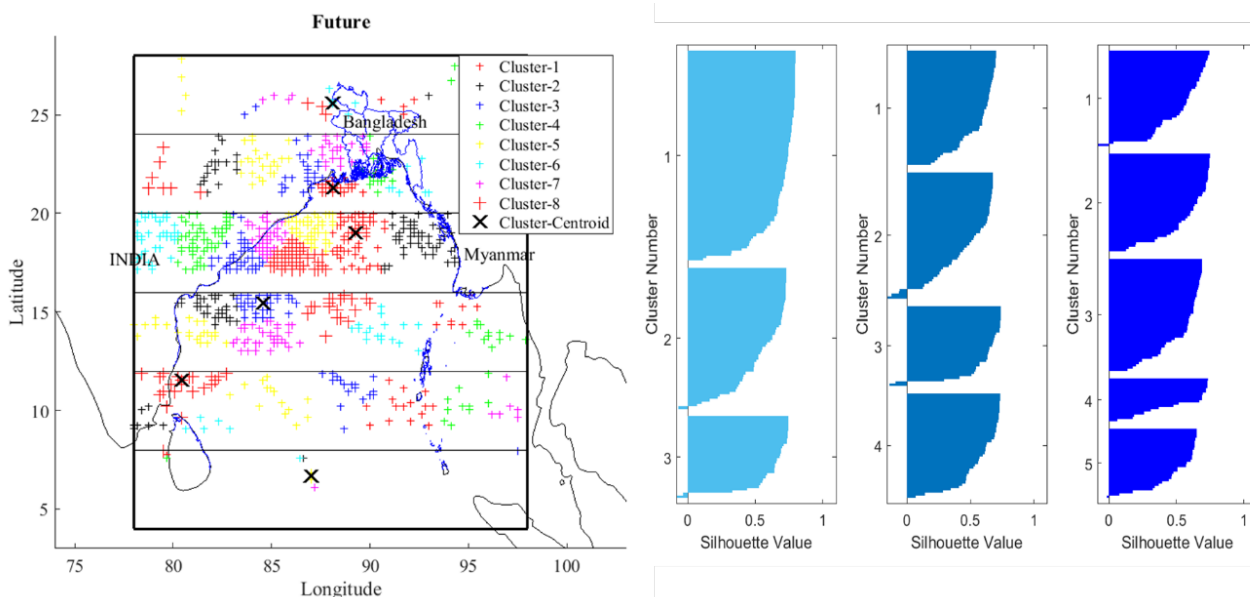 Future
Latitude
25
20
15
10
5
75
80
85
90
95
100
Longitude
INDIA
Bangladesh
Myanmar
Cluster-1
Cluster-2
Cluster-3
Cluster-4
Cluster-5
Cluster-6
Cluster-7
Cluster-8
Cluster-Centroid
Cluster Number
1
2
3
0
0.5
1
Silhouette Value
Cluster Number
1
2
3
4
0
0.5
1
Silhouette Value
Cluster Number
1
2
3
4
5
0
0.5
1
Silhouette Value